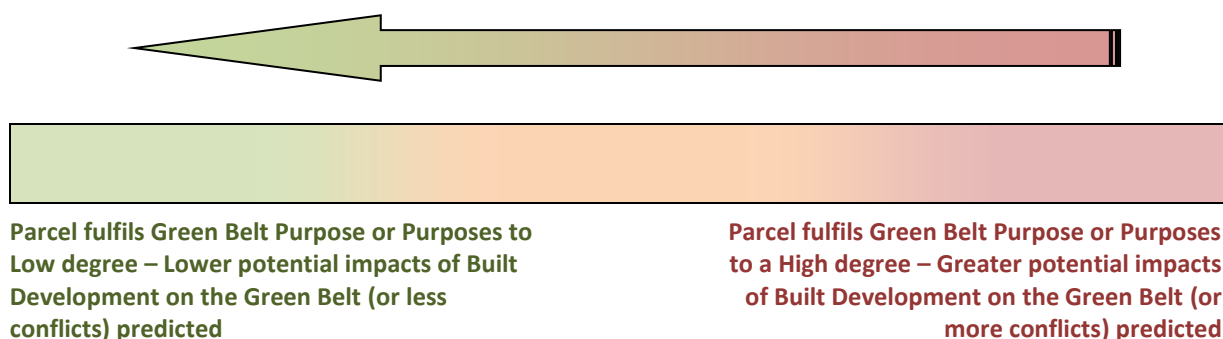 Parcel fulfils Green Belt Purpose or Purposes to
Low degree – Lower potential impacts of Built
Development on the Green Belt (or less
conflicts) predicted
Parcel fulfils Green Belt Purpose or Purposes
to a High degree – Greater potential impacts
of Built Development on the Green Belt (or
more conflicts) predicted